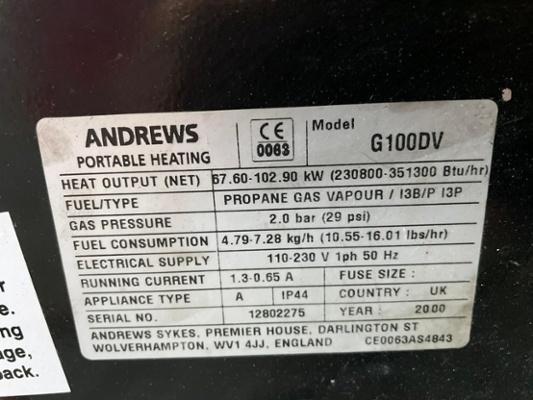 ANDREWS
PORTABLE HEATING
CE
0063
Model G100DV
HEAT OUTPUT (NET) 67.60-102.90 kW (230800-351300 Btu/hr)
FUEL/TYPE PROPANE GAS VAPOUR / I3B/P I3P
GAS PRESSURE 2.0 bar (29 psi)
FUEL CONSUMPTION 4.79-7.28 kg/h (10.55-16.01 lbs/hr)
ELECTRICAL SUPPLY 110-230 V 1ph 50 Hz
RUNNING CURRENT 1.3-0.65 A FUSE SIZE :
APPLIANCE TYPE A IP44 COUNTRY : UK
SERIAL NO. 12802275 YEAR : 2000
ANDREWS SYKES, PREMIER HOUSE, DARLINGTON ST
WOLVERHAMPTON, WV1 4JJ, ENGLAND CE0063AS4843